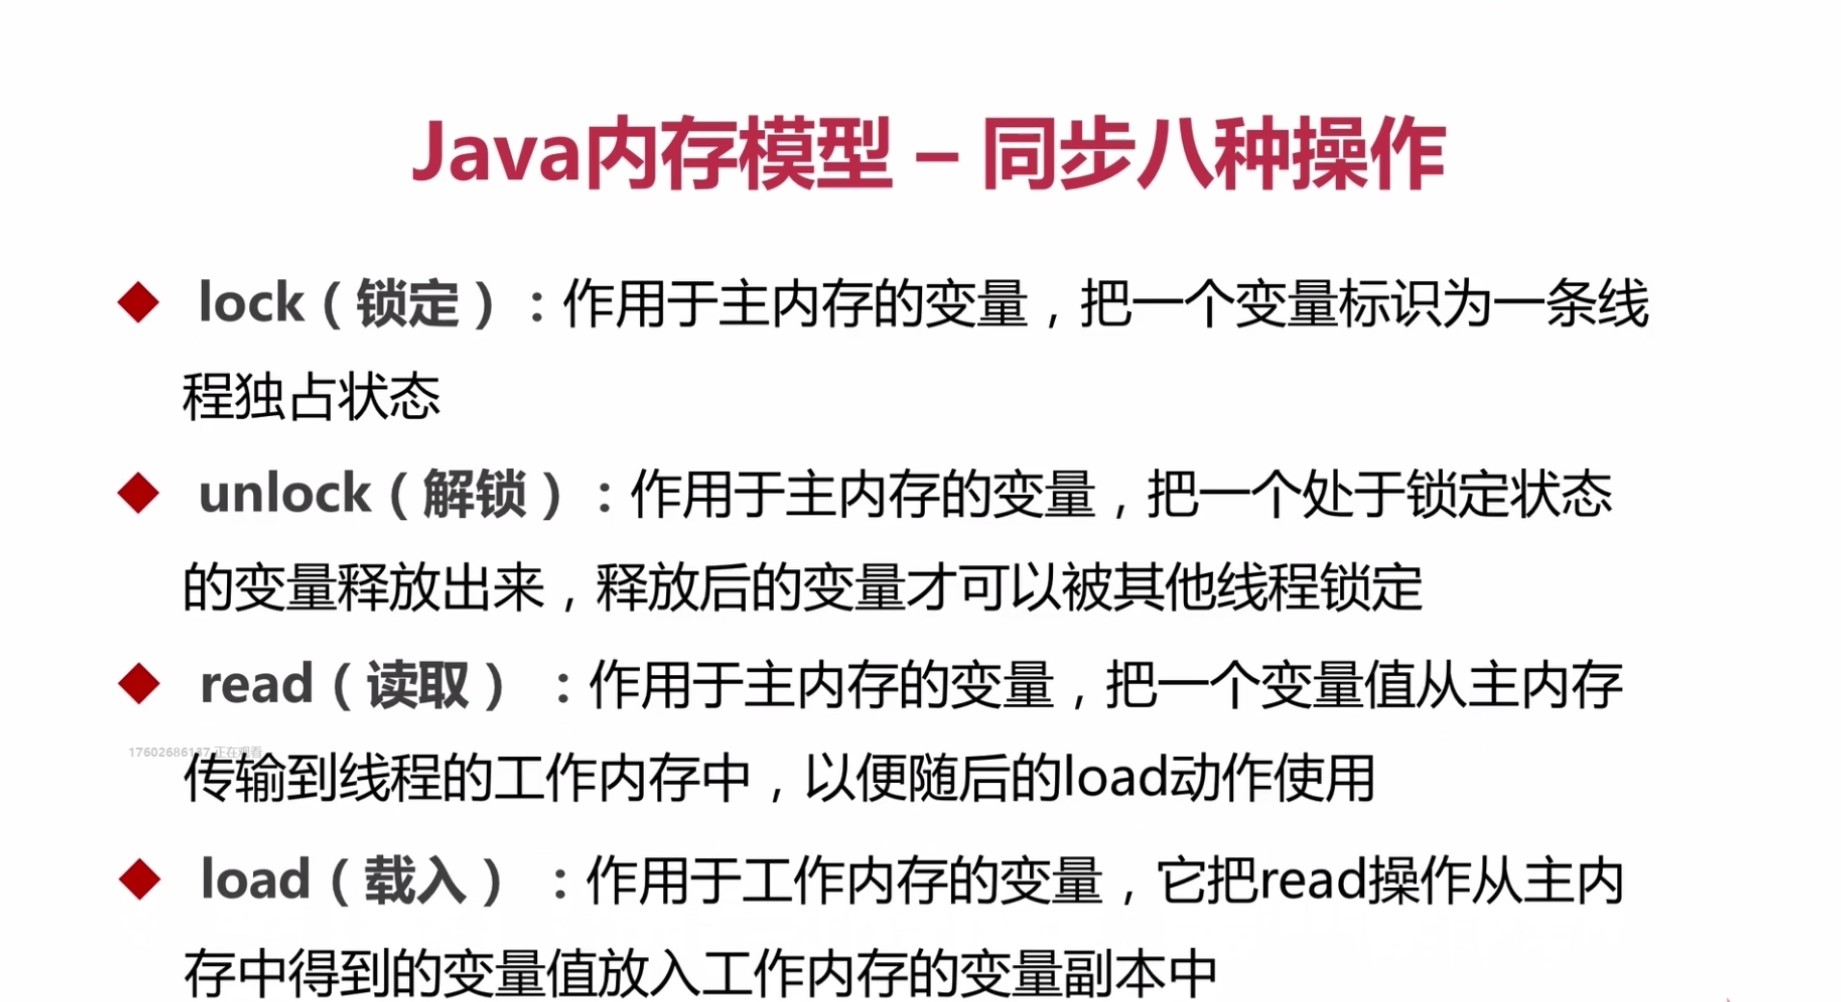 Java内存模型 – 同步八种操作
◆ lock（锁定）：作用于主内存的变量，把一个变量标识为一条线
程独占状态
◆ unlock（解锁）：作用于主内存的变量，把一个处于锁定状态
的变量释放出来，释放后的变量才可以被其他线程锁定
◆ read（读取） ：作用于主内存的变量，把一个变量值从主内存
17602686137 正在观看
传输到线程的工作内存中，以便随后的load动作使用
◆ load（载入） ：作用于工作内存的变量，它把read操作从主内
存中得到的变量值放入工作内存的变量副本中